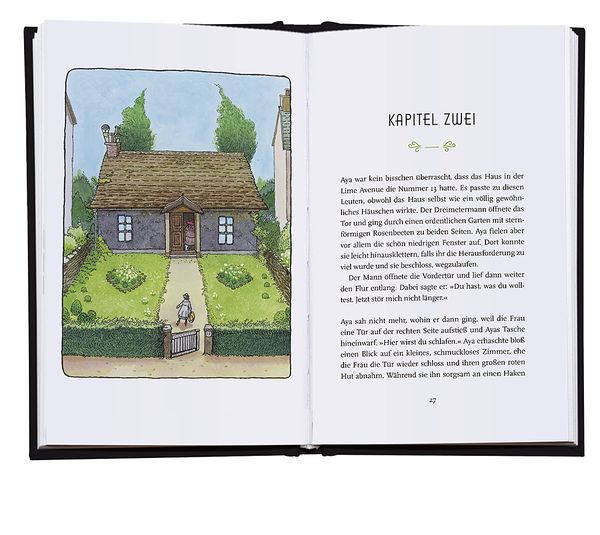 KAPITEL ZWEI
Aya war kein bisschen überrascht, dass das Haus in der
Lime Avenue die Nummer 13 hatte. Es passte zu diesen
Leuten, obwohl das Haus selbst wie ein völlig gewöhn-
liches Häuschen wirkte. Der Dreimetermann öffnete das
Tor und ging durch einen ordentlichen Garten mit stern-
förmigen Rosenbeeten zu beiden Seiten. Aya fielen aber
vor allem die schön niedrigen Fenster auf. Dort konnte
sie leicht hinausklettern, falls ihr die Herausforderung zu
viel wurde und sie beschloss, wegzulaufen.
Der Mann öffnete die Vordertür und lief dann weiter
den Flur entlang. Dabei sagte er: »Du hast, was du woll-
test. Jetzt stör mich nicht länger.«
Aya sah nicht mehr, wohin er dann ging, weil die Frau
eine Tür auf der rechten Seite aufstieß und Ayas Tasche
hineinwarf. »Hier wirst du schlafen.« Aya erhaschte bloß
einen Blick auf ein kleines, schmuckloses Zimmer, ehe
die Frau die Tür wieder schloss und ihren großen roten
Hut abnahm. Während sie ihn sorgsam an einen Haken
27